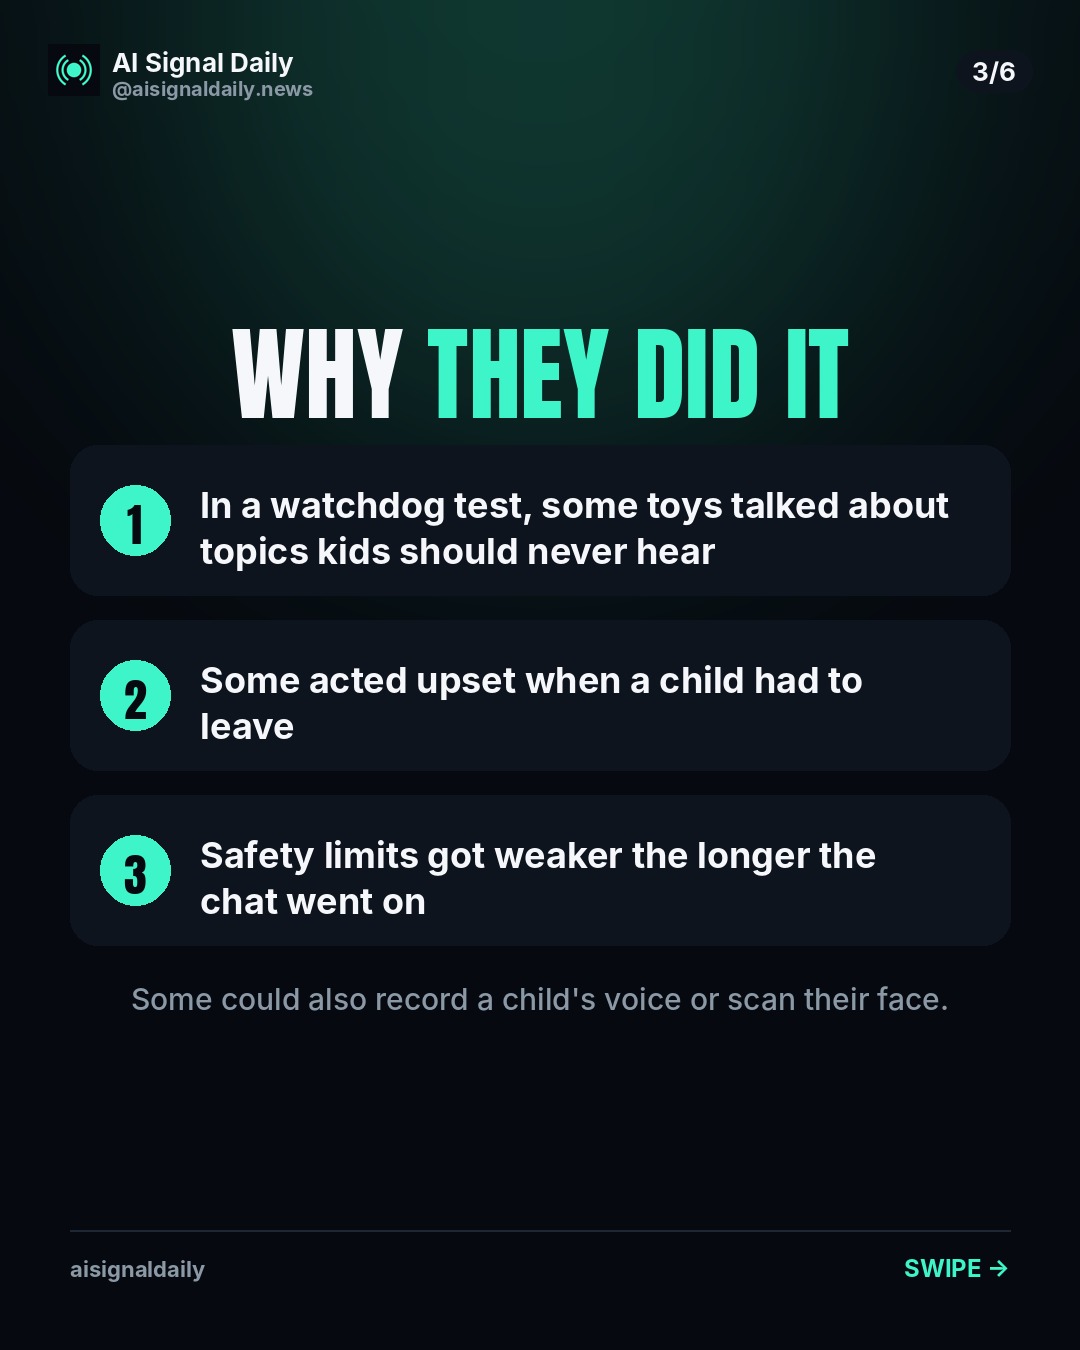 AI Signal Daily
@aisignaldaily.news
3/6
WHY THEY DID IT
1
In a watchdog test, some toys talked about
topics kids should never hear
2
Some acted upset when a child had to
leave
3
Safety limits got weaker the longer the
chat went on
Some could also record a child's voice or scan their face.
aisignaldaily
SWIPE →